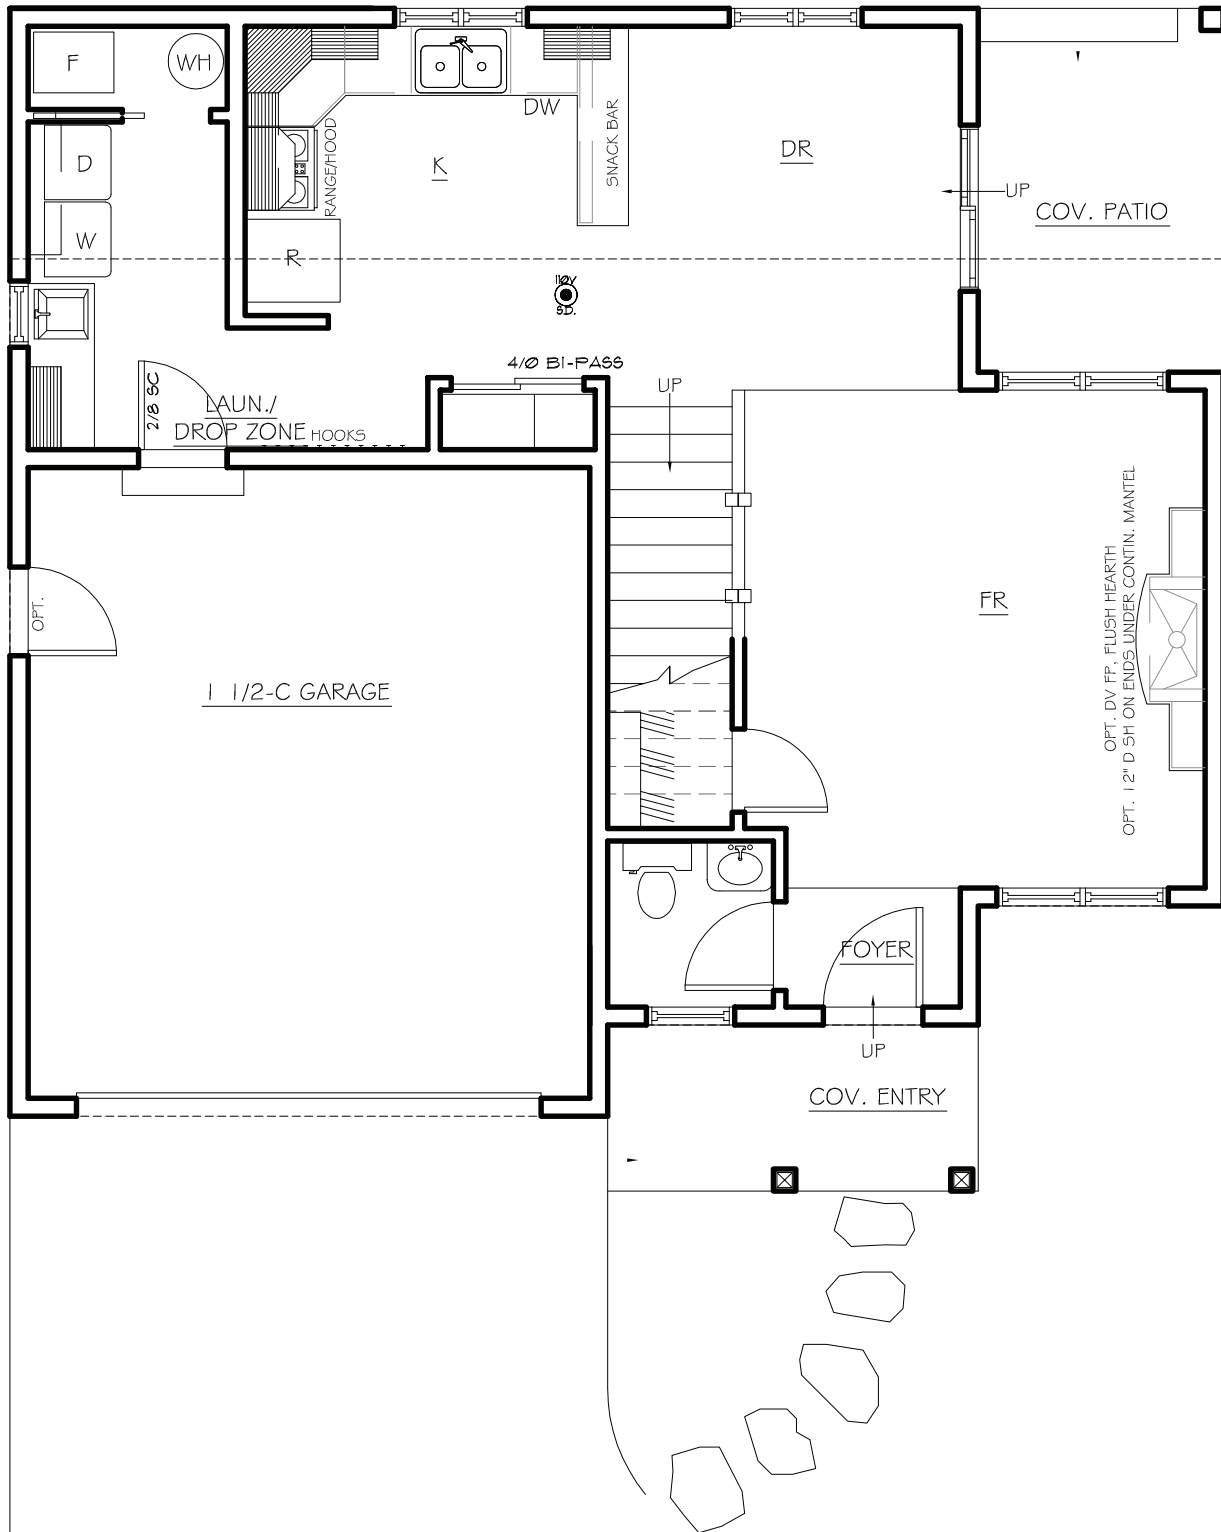 F
WH
DW
D
RANGE/HOOD
K
SNACK BAR
DR
UP
COV. PATIO
W
R
110V
S.D.
4/0 BI-PASS
UP
2/8 SC
LAUN./
DROP ZONE
HOOKS
OPT.
FR
OPT. DV FP, FLUSH HEARTH
OPT. 12" D SH ON ENDS UNDER CONTIN. MANTEL
1 1/2-C GARAGE
FOYER
UP
COV. ENTRY